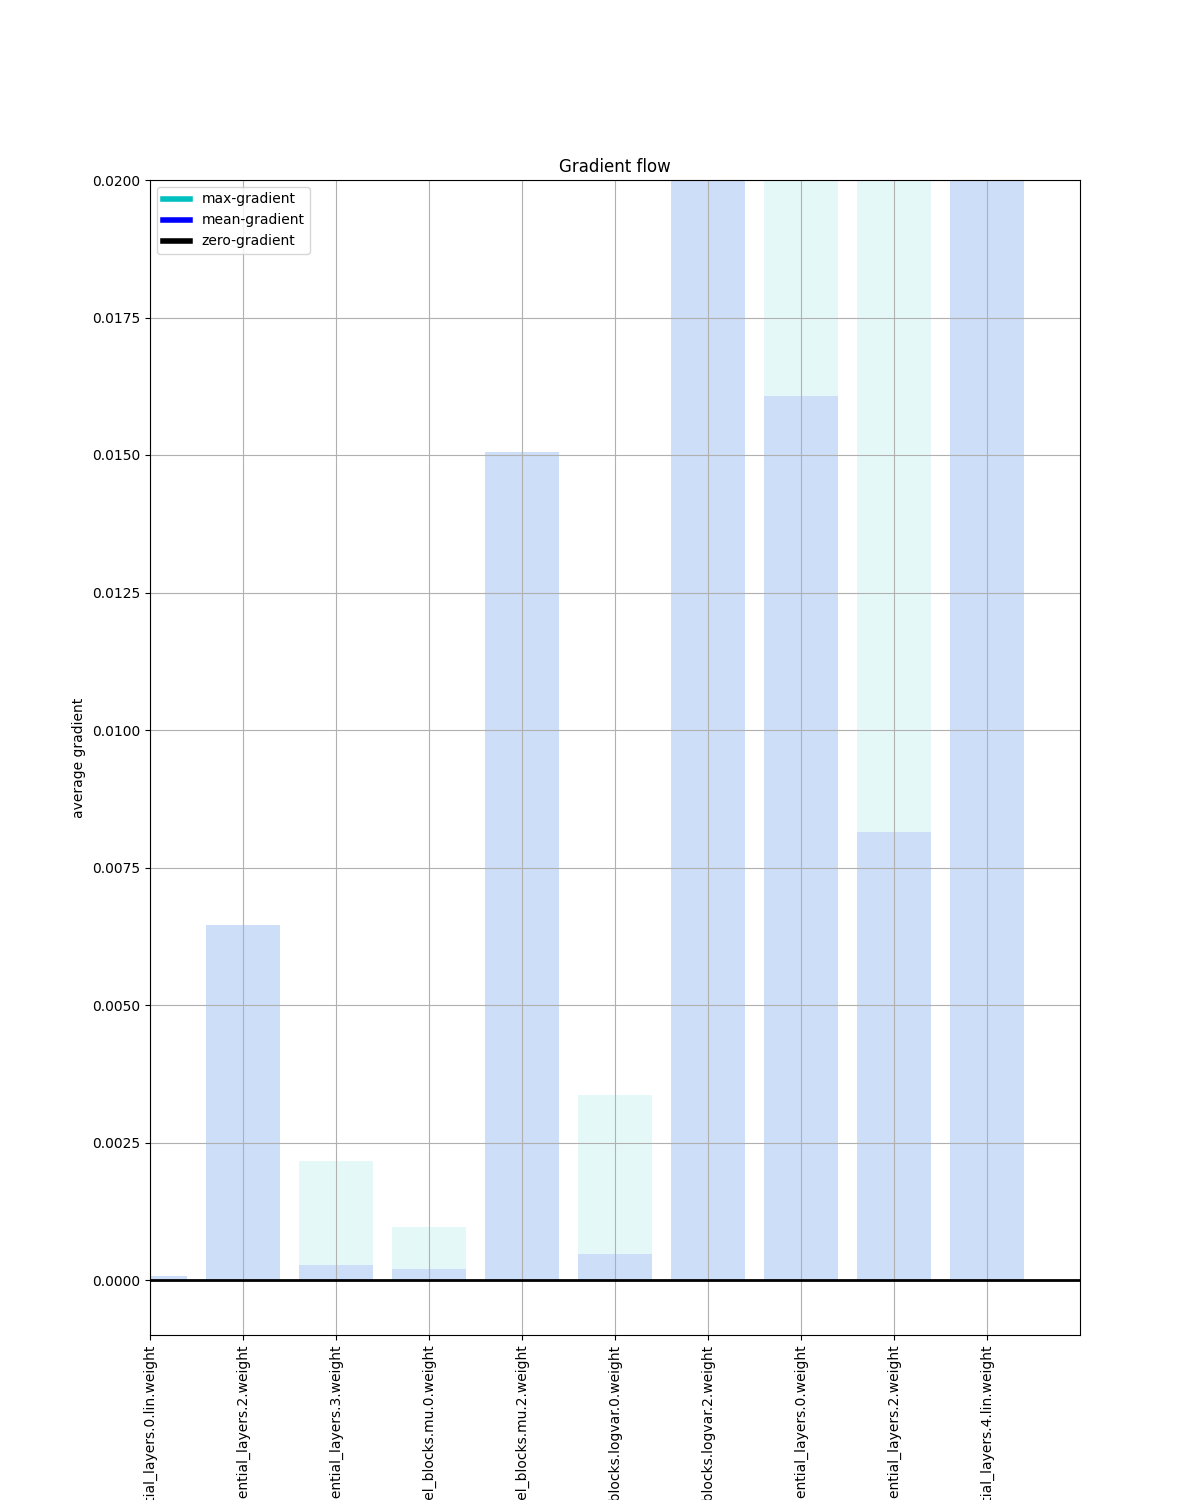 Gradient flow
max-gradient
mean-gradient
zero-gradient
0.0200
0.0175
0.0150
0.0125
0.0100
0.0075
0.0050
0.0025
0.0000
average gradient
tial_layers.0.lin.weight
ential_layers.2.weight
ential_layers.3.weight
el_blocks.mu.0.weight
el_blocks.mu.2.weight
blocks.logvar.0.weight
blocks.logvar.2.weight
ential_layers.0.weight
ential_layers.2.weight
tial_layers.4.lin.weight